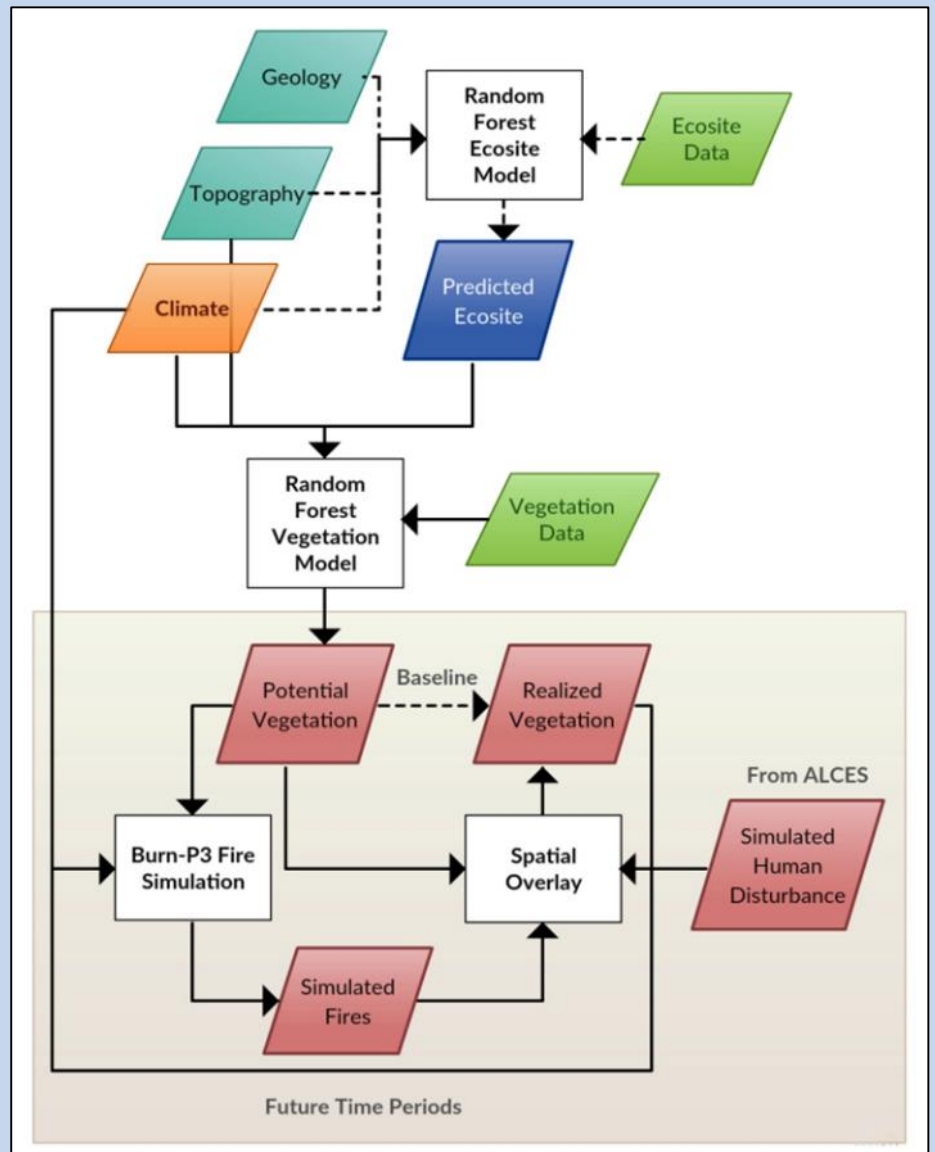 Geology
Random
Forest
Ecosite
Model
Ecosite
Data
Topography
Climate
Predicted
Ecosite
Random
Forest
Vegetation
Model
Vegetation
Data
Potential
Vegetation
Baseline
Realized
Vegetation
From ALCES
Simulated
Human
Disturbance
Burn-P3 Fire
Simulation
Spatial
Overlay
Simulated
Fires
Future Time Periods